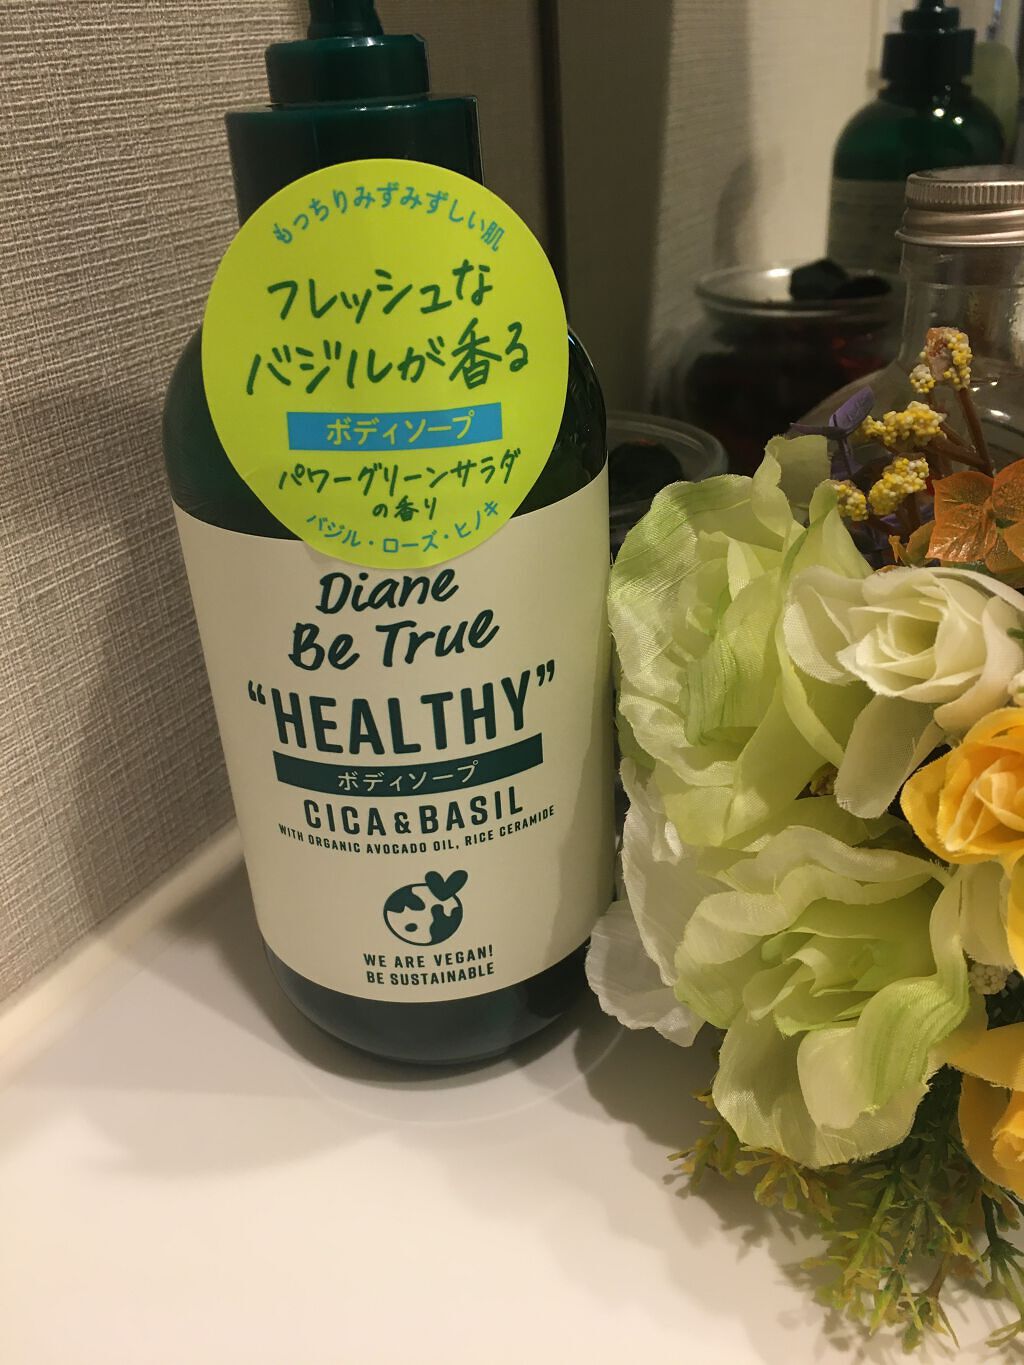 もっちりみずみずしい肌
フレッシュな
バジルが香る
ボディソープ
パワーグリーンサラダ
の香り
バジル・ローズ・ヒノキ
Diane
Be True
“HEALTHY”
ボディソープ
CICA & BASIL
WITH ORGANIC AVOCADO OIL, RICE CERAMIDE
WE ARE VEGAN!
BE SUSTAINABLE